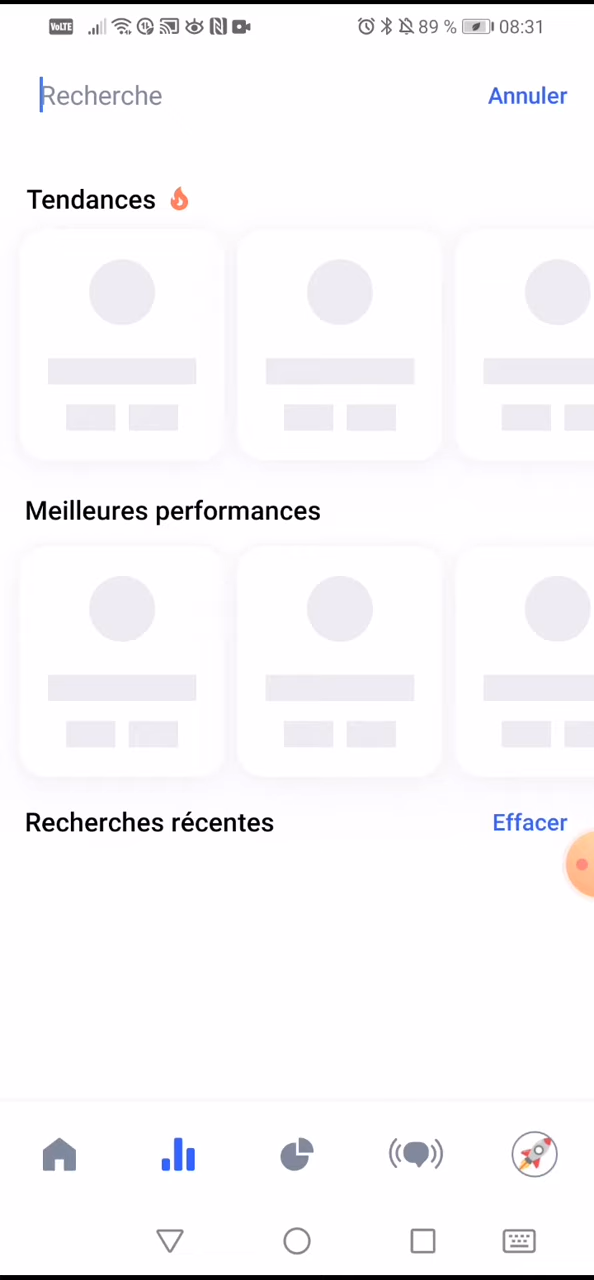 VoLTE 89 % 08:31
Recherche Annuler
Tendances
Meilleures performances
Recherches récentes Effacer